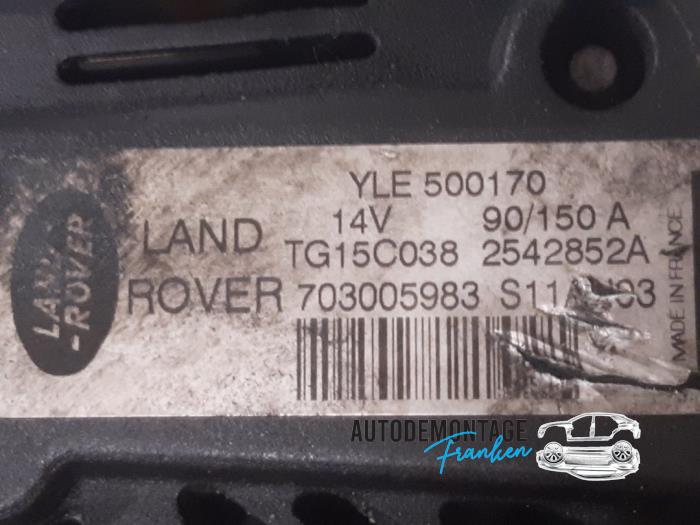 YLE 500170
14V 90/150 A
LAND TG15C038 2542852A
ROVER 703005983
LAND
-ROVER
MADE IN FRANCE
AUTODEMONTAGE
Franken